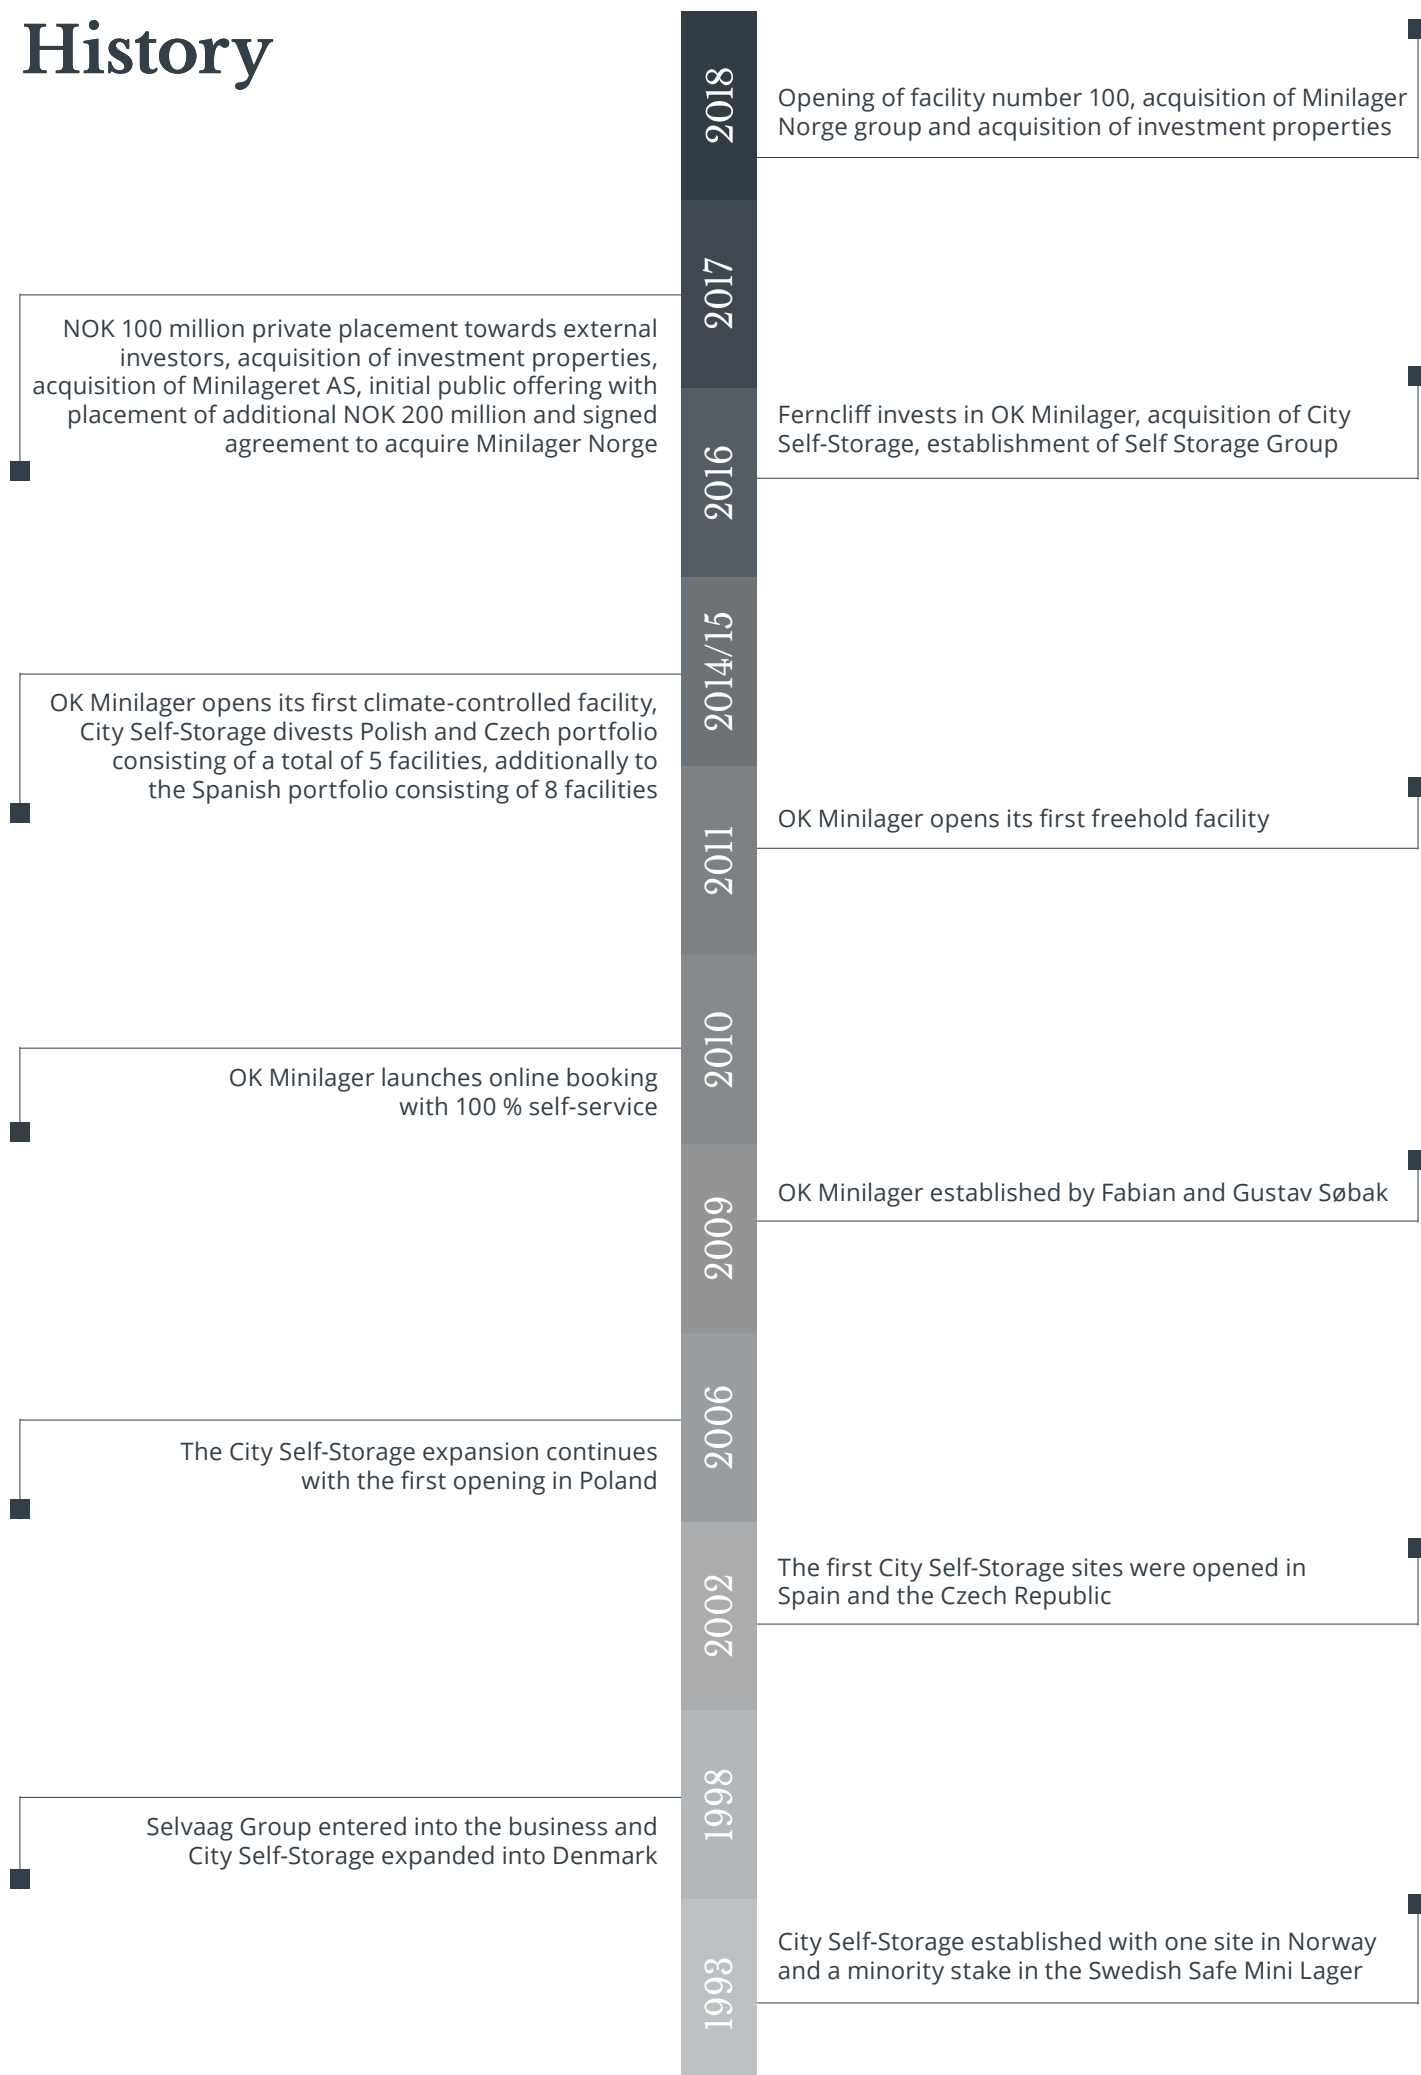 History
2018
Opening of facility number 100, acquisition of Minilager
Norge group and acquisition of investment properties
2017
NOK 100 million private placement towards external
investors, acquisition of investment properties,
acquisition of Minilageret AS, initial public offering with
placement of additional NOK 200 million and signed
agreement to acquire Minilager Norge
2016
Ferncliff invests in OK Minilager, acquisition of City
Self-Storage, establishment of Self Storage Group
2014/15
OK Minilager opens its first climate-controlled facility,
City Self-Storage divests Polish and Czech portfolio
consisting of a total of 5 facilities, additionally to
the Spanish portfolio consisting of 8 facilities
2011
OK Minilager opens its first freehold facility
2010
OK Minilager launches online booking
with 100 % self-service
2009
OK Minilager established by Fabian and Gustav Søbak
2006
The City Self-Storage expansion continues
with the first opening in Poland
2002
The first City Self-Storage sites were opened in
Spain and the Czech Republic
1998
Selvaag Group entered into the business and
City Self-Storage expanded into Denmark
1993
City Self-Storage established with one site in Norway
and a minority stake in the Swedish Safe Mini Lager